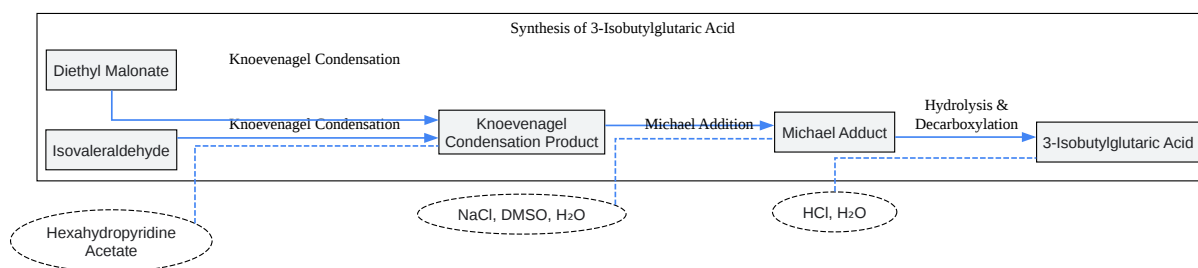 Synthesis of 3-Isobutylglutaric Acid
Diethyl Malonate
Knoevenagel Condensation
Isovaleraldehyde
Knoevenagel Condensation
Knoevenagel
Condensation Product
Michael Addition
Michael Adduct
Hydrolysis &
Decarboxylation
3-Isobutylglutaric Acid
Hexahydropyridine
Acetate
NaCl, DMSO, H₂O
HCl, H₂O